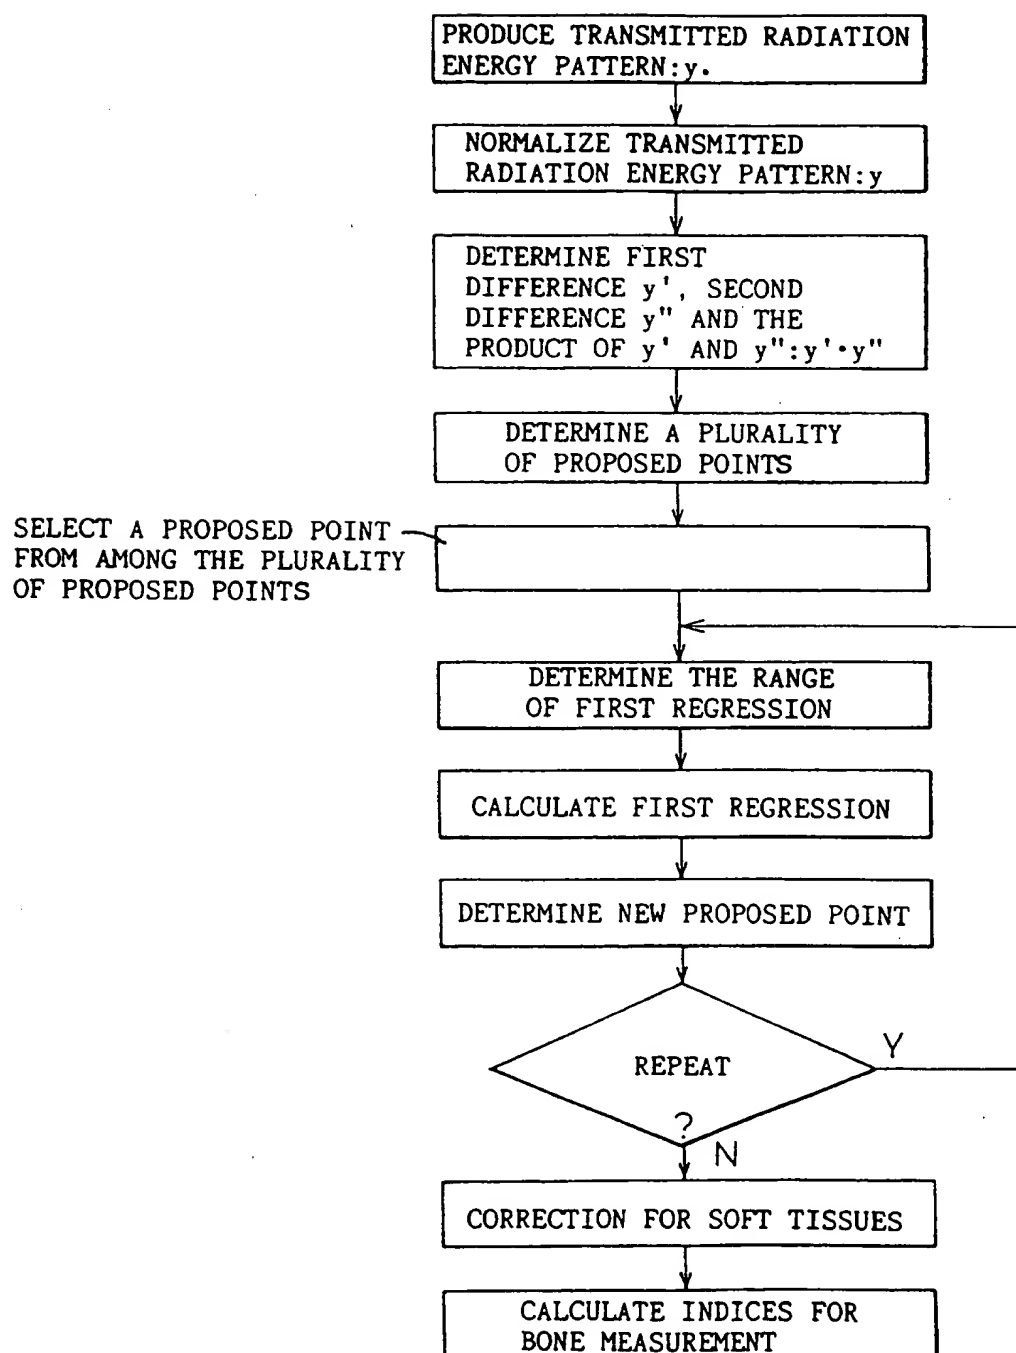 PRODUCE TRANSMITTED RADIATION
ENERGY PATTERN:y.
NORMALIZE TRANSMITTED
RADIATION ENERGY PATTERN:y
DETERMINE FIRST
DIFFERENCE y', SECOND
DIFFERENCE y" AND THE
PRODUCT OF y' AND y":y'·y"
DETERMINE A PLURALITY
OF PROPOSED POINTS
SELECT A PROPOSED POINT
FROM AMONG THE PLURALITY
OF PROPOSED POINTS
DETERMINE THE RANGE
OF FIRST REGRESSION
CALCULATE FIRST REGRESSION
DETERMINE NEW PROPOSED POINT
REPEAT
?
Y
N
CORRECTION FOR SOFT TISSUES
CALCULATE INDICES FOR
BONE MEASUREMENT